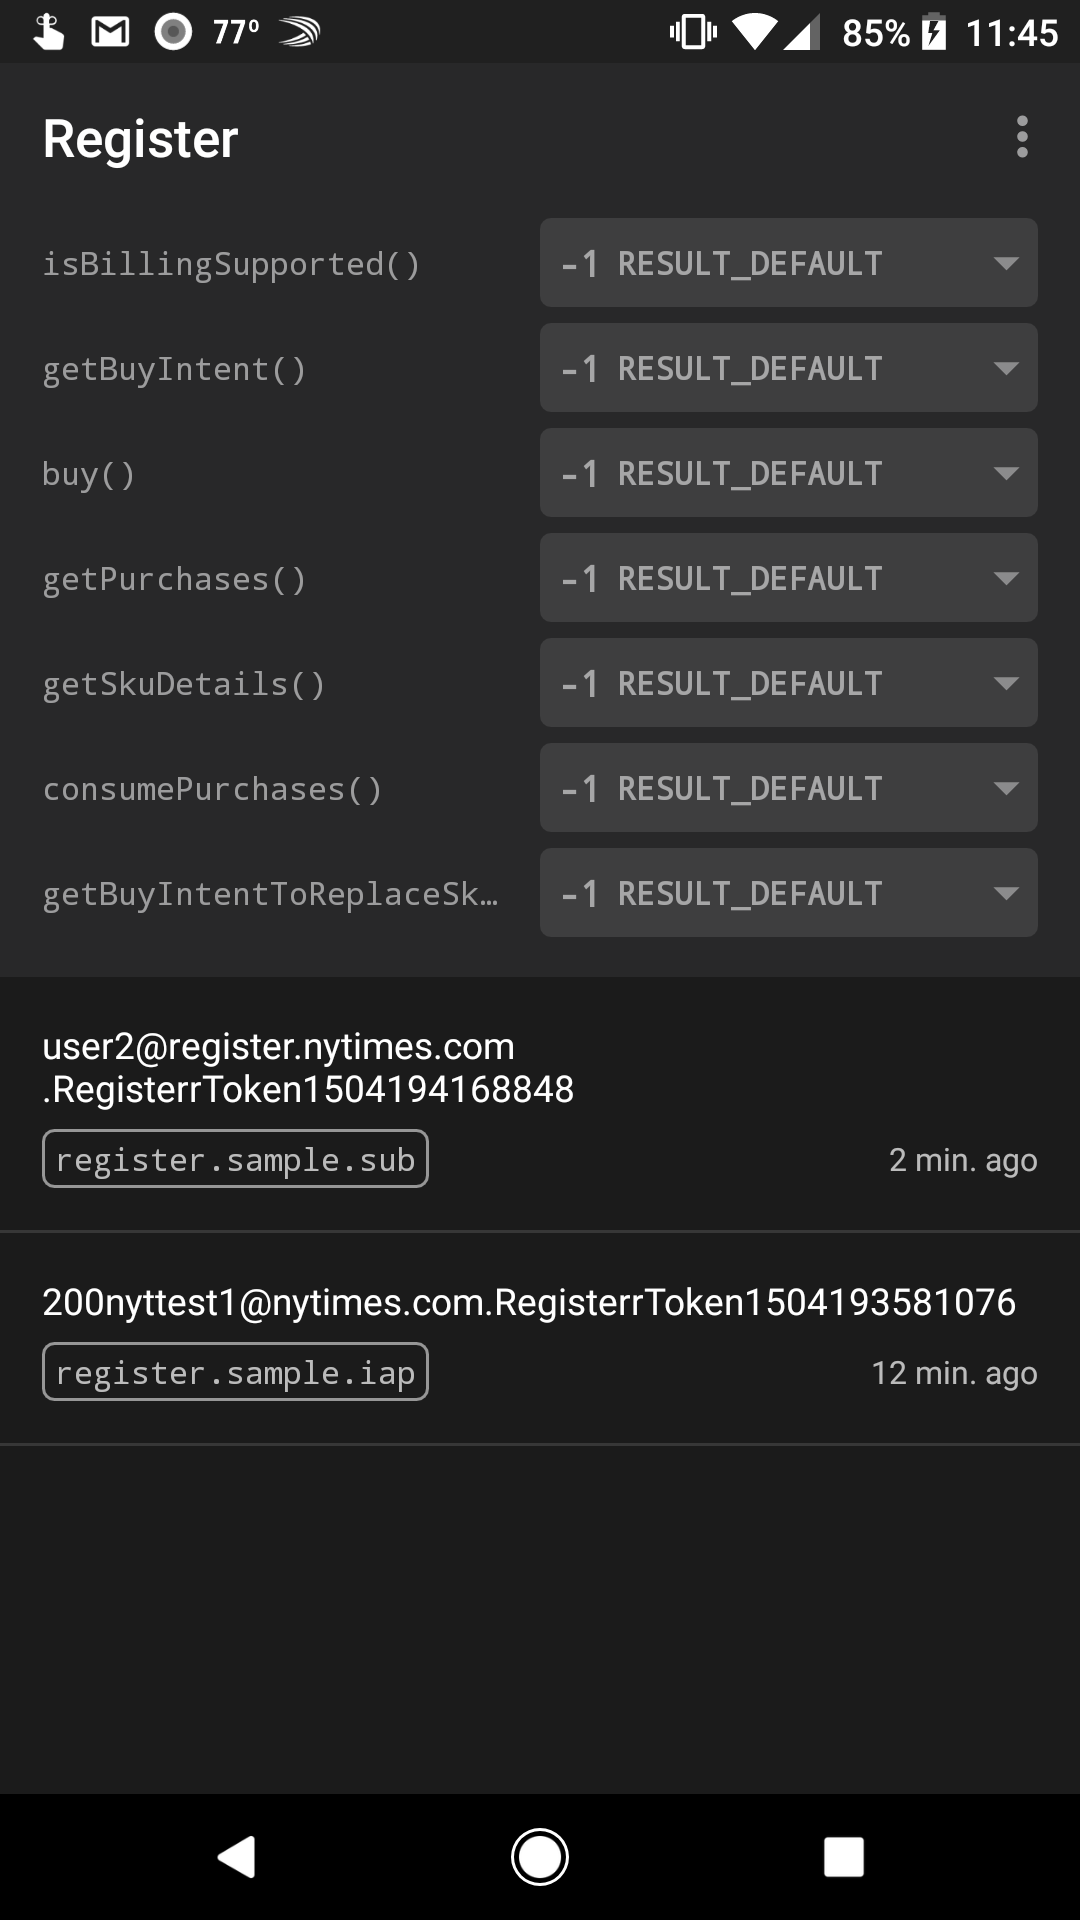 77° 85% 11:45
Register
isBillingSupported() -1 RESULT_DEFAULT
getBuyIntent() -1 RESULT_DEFAULT
buy() -1 RESULT_DEFAULT
getPurchases() -1 RESULT_DEFAULT
getSkuDetails() -1 RESULT_DEFAULT
consumePurchases() -1 RESULT_DEFAULT
getBuyIntentToReplaceSk… -1 RESULT_DEFAULT
user2@register.nytimes.com
.RegisterrToken1504194168848
register.sample.sub 2 min. ago
200nyttest1@nytimes.com.RegisterrToken1504193581076
register.sample.iap 12 min. ago